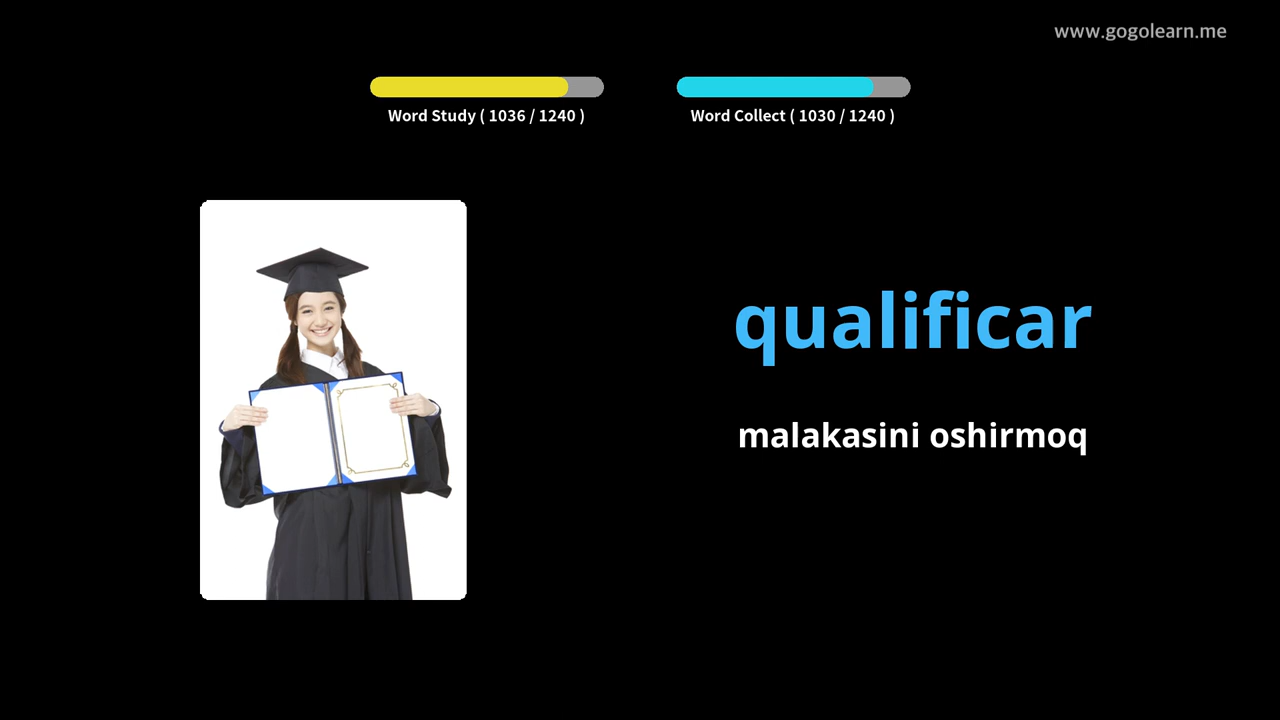 www.gogolearn.me
Word Study ( 1036 / 1240 )
Word Collect ( 1030 / 1240 )
qualificar
malakasini oshirmoq